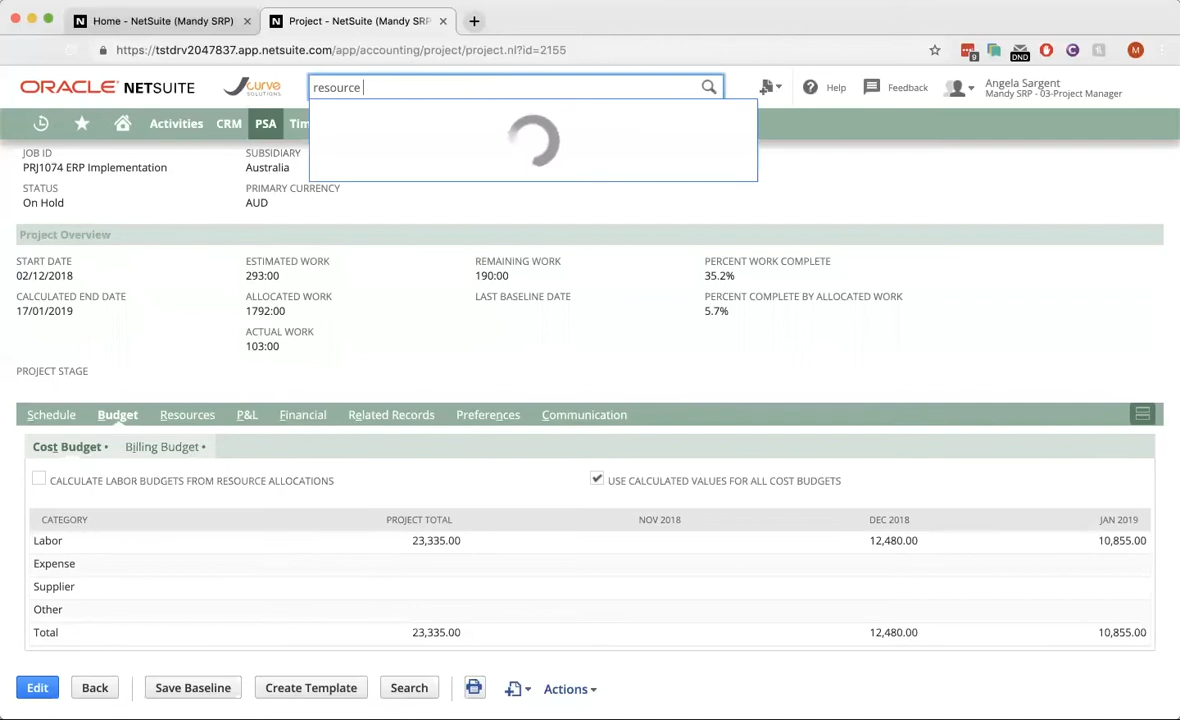 Home - NetSuite (Mandy SRP)
Project - NetSuite (Mandy SRP
https://tstdrv2047837.app.netsuite.com/app/accounting/project/project.nl?id=2155
9
DND
C
M
ORACLE NETSUITE
curve
SOLUTIONS
resource
Help
Feedback
Angela Sargent
Mandy SRP - 03-Project Manager
Activities CRM PSA Tim
JOB ID
PRJ1074 ERP Implementation
STATUS
On Hold
SUBSIDIARY
Australia
PRIMARY CURRENCY
AUD
Project Overview
START DATE
02/12/2018
CALCULATED END DATE
17/01/2019
ESTIMATED WORK
293:00
ALLOCATED WORK
1792:00
ACTUAL WORK
103:00
REMAINING WORK
190:00
LAST BASELINE DATE
PERCENT WORK COMPLETE
35.2%
PERCENT COMPLETE BY ALLOCATED WORK
5.7%
PROJECT STAGE
Schedule Budget Resources P&L Financial Related Records Preferences Communication
Cost Budget • Billing Budget •
CALCULATE LABOR BUDGETS FROM RESOURCE ALLOCATIONS
USE CALCULATED VALUES FOR ALL COST BUDGETS
CATEGORY PROJECT TOTAL NOV 2018 DEC 2018 JAN 2019
Labor 23,335.00 12,480.00 10,855.00
Expense
Supplier
Other
Total 23,335.00 12,480.00 10,855.00
Edit Back Save Baseline Create Template Search Actions